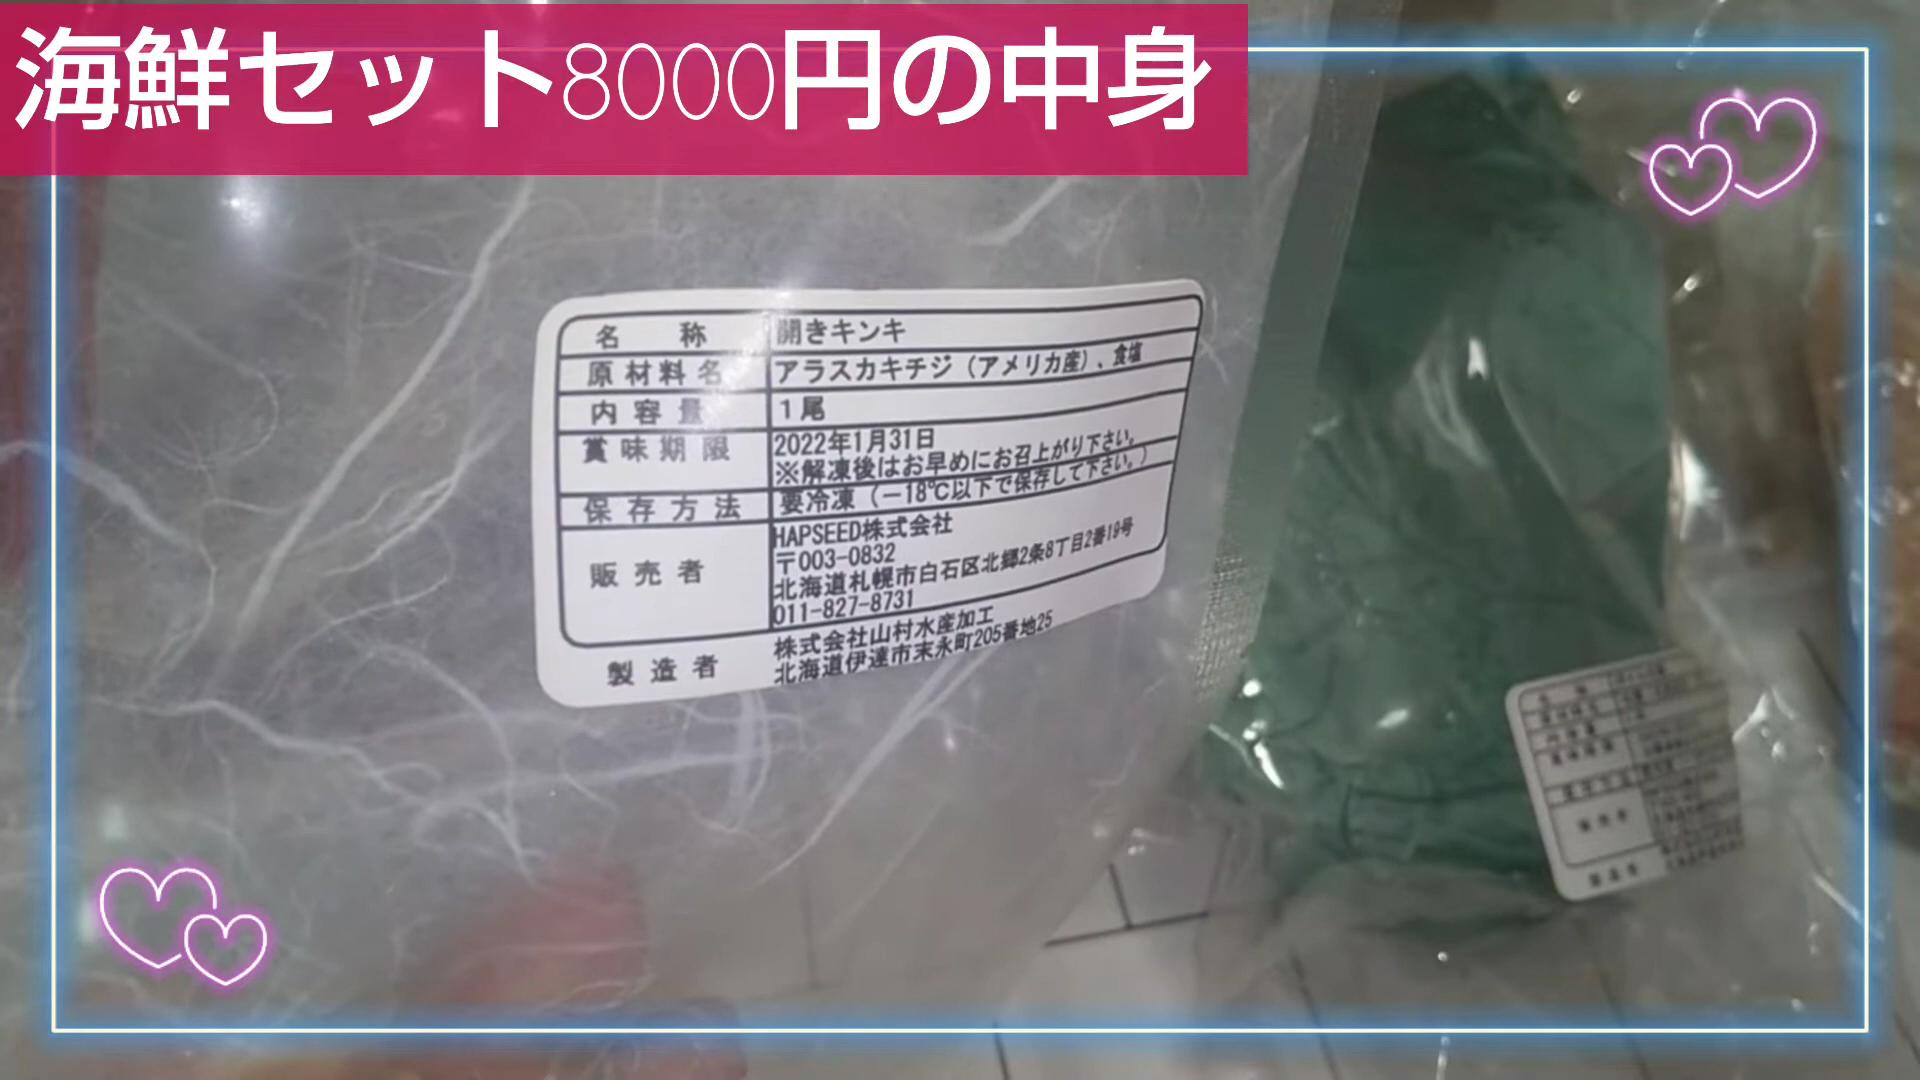 海鮮セット8000円の中身
名称 開きキンキ
原材料名 アラスカキチジ（アメリカ産）、食塩
内容量 1尾
賞味期限 2022年1月31日
※解凍後はお早めにお召上がり下さい。
保存方法 要冷凍（－18℃以下で保存して下さい。）
販売者 HAPSEED株式会社
〒003-0832
北海道札幌市白石区北郷2条8丁目2番19号
011-827-8731
製造者 株式会社山村水産加工
北海道伊達市末永町205番地25